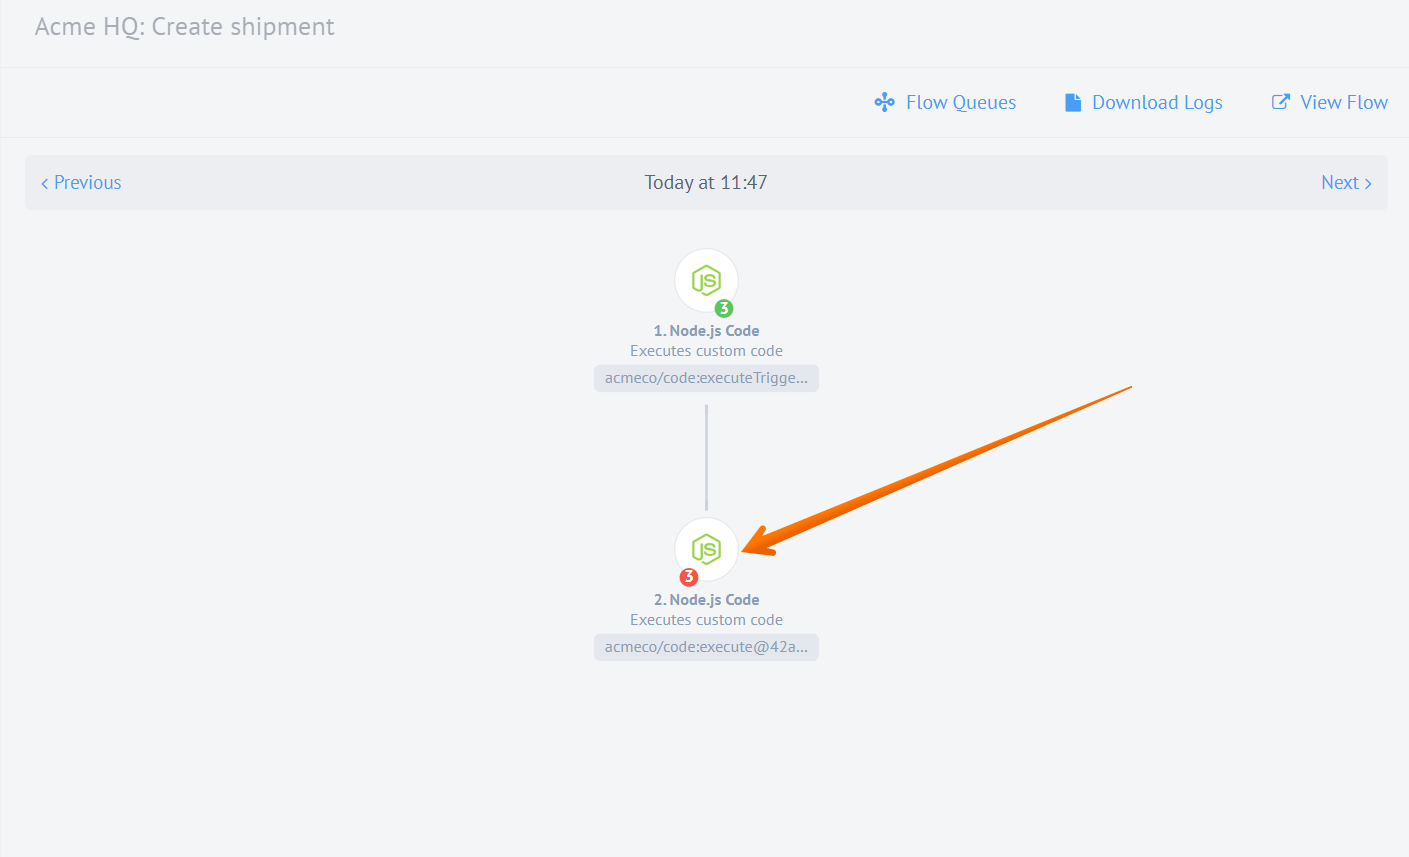 Acme HQ: Create shipment
Flow Queues
Download Logs
View Flow
Previous
Today at 11:47
Next
JS
3
1. Node.js Code
Executes custom code
acmeco/code:executeTrigge...
JS
3
2. Node.js Code
Executes custom code
acmeco/code:execute@42a...